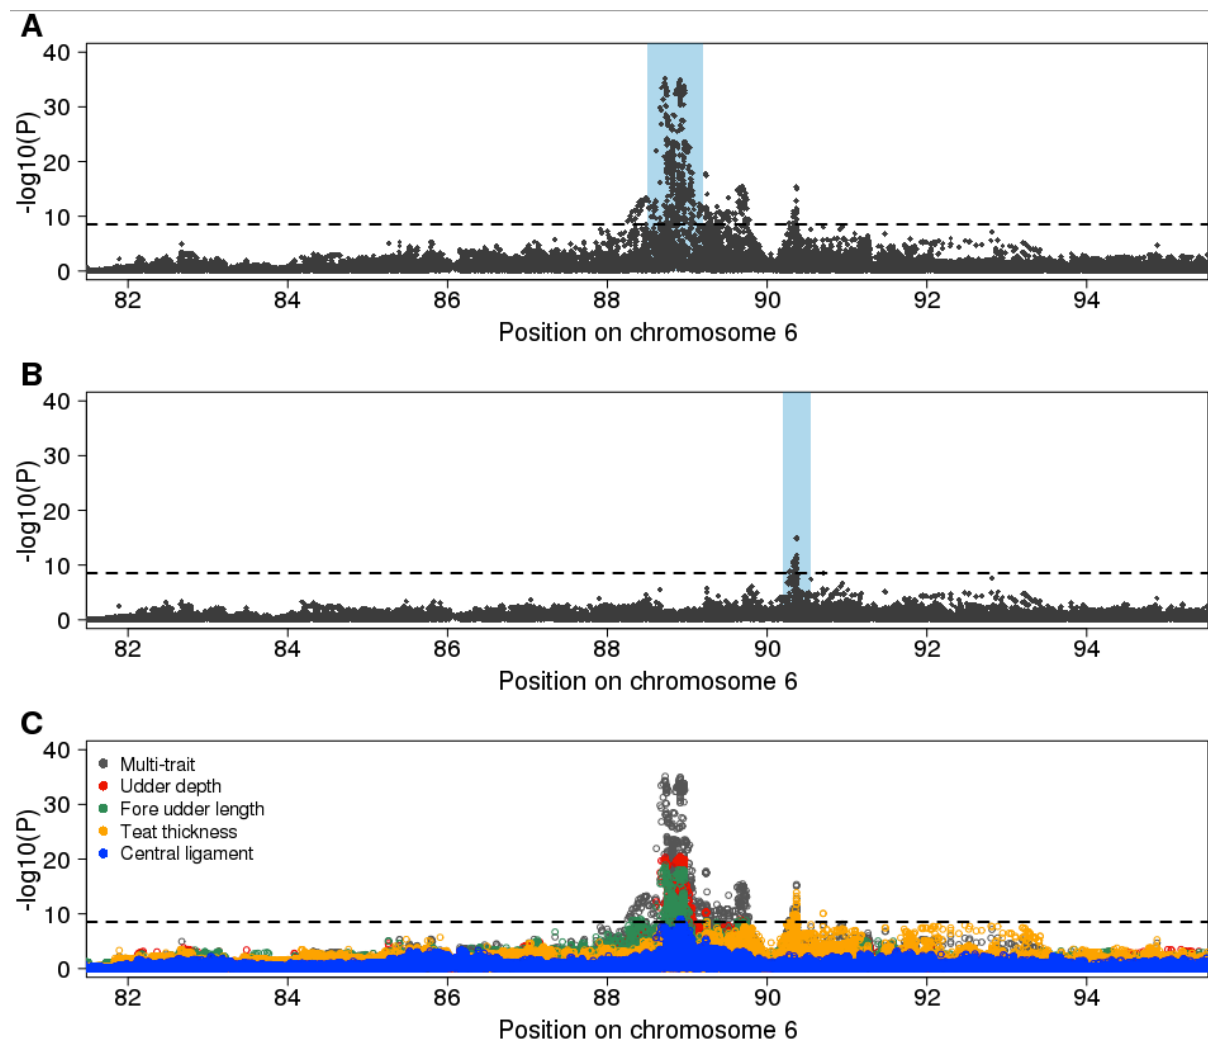 A
40
30
20
10
0
-log10(P)
82 84 86 88 90 92 94
Position on chromosome 6
B
40
30
20
10
0
-log10(P)
82 84 86 88 90 92 94
Position on chromosome 6
C
40
30
20
10
0
-log10(P)
Multi-trait
Udder depth
Fore udder length
Teat thickness
Central ligament
82 84 86 88 90 92 94
Position on chromosome 6